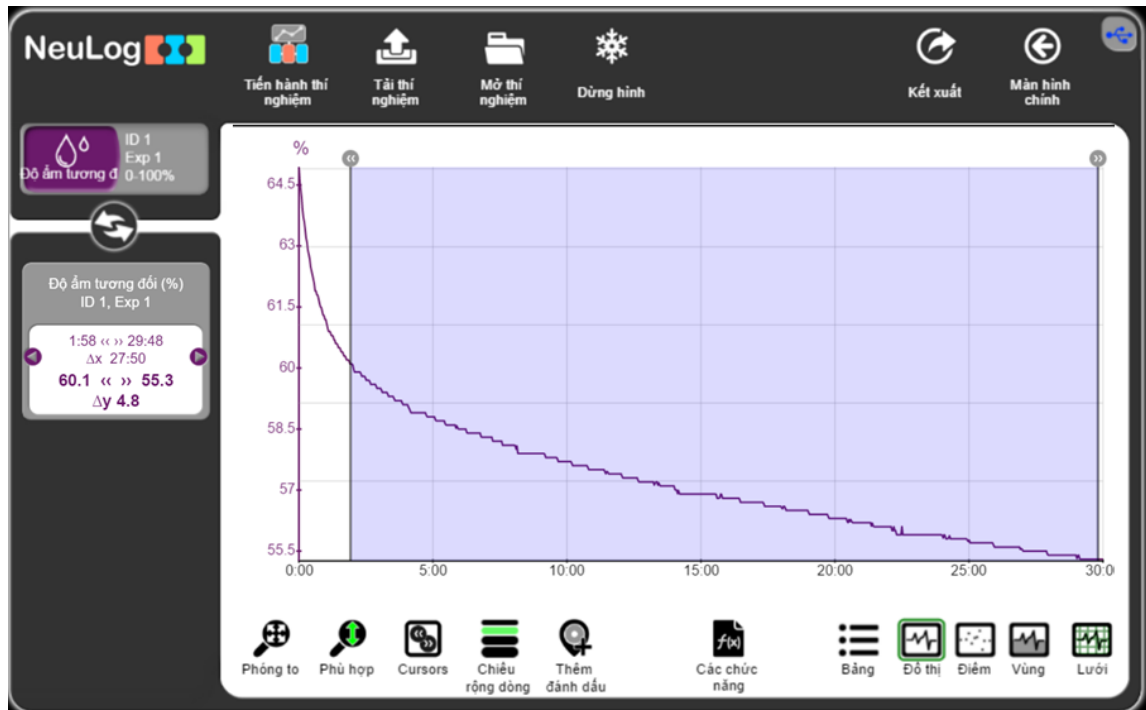 NeuLog
Tiến hành thí
nghiệm
Tải thí
nghiệm
Mở thí
nghiệm
Dừng hình
Kết xuất
Màn hình
chính
ID 1
Exp 1
Độ ẩm tương đ 0-100%
Độ ẩm tương đối (%)
ID 1, Exp 1
1:58 ‹‹ ›› 29:48
Δx 27:50
60.1 ‹‹ ›› 55.3
Δy 4.8
%
64.5
63
61.5
60
58.5
57
55.5
0:00 5:00 10:00 15:00 20:00 25:00 30:0
Phóng to
Phù hợp
Cursors
Chiều
rộng dòng
Thêm
đánh dấu
f(x)
Các chức
năng
Bảng
Đồ thị
Điểm
Vùng
Lưới